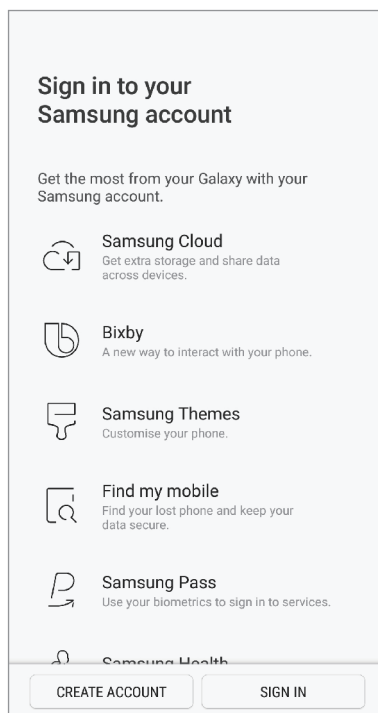 Sign in to your
Samsung account
Get the most from your Galaxy with your
Samsung account.
Samsung Cloud
Get extra storage and share data
across devices.
Bixby
A new way to interact with your phone.
Samsung Themes
Customise your phone.
Find my mobile
Find your lost phone and keep your
data secure.
Samsung Pass
Use your biometrics to sign in to services.
Samsung Health
CREATE ACCOUNT
SIGN IN